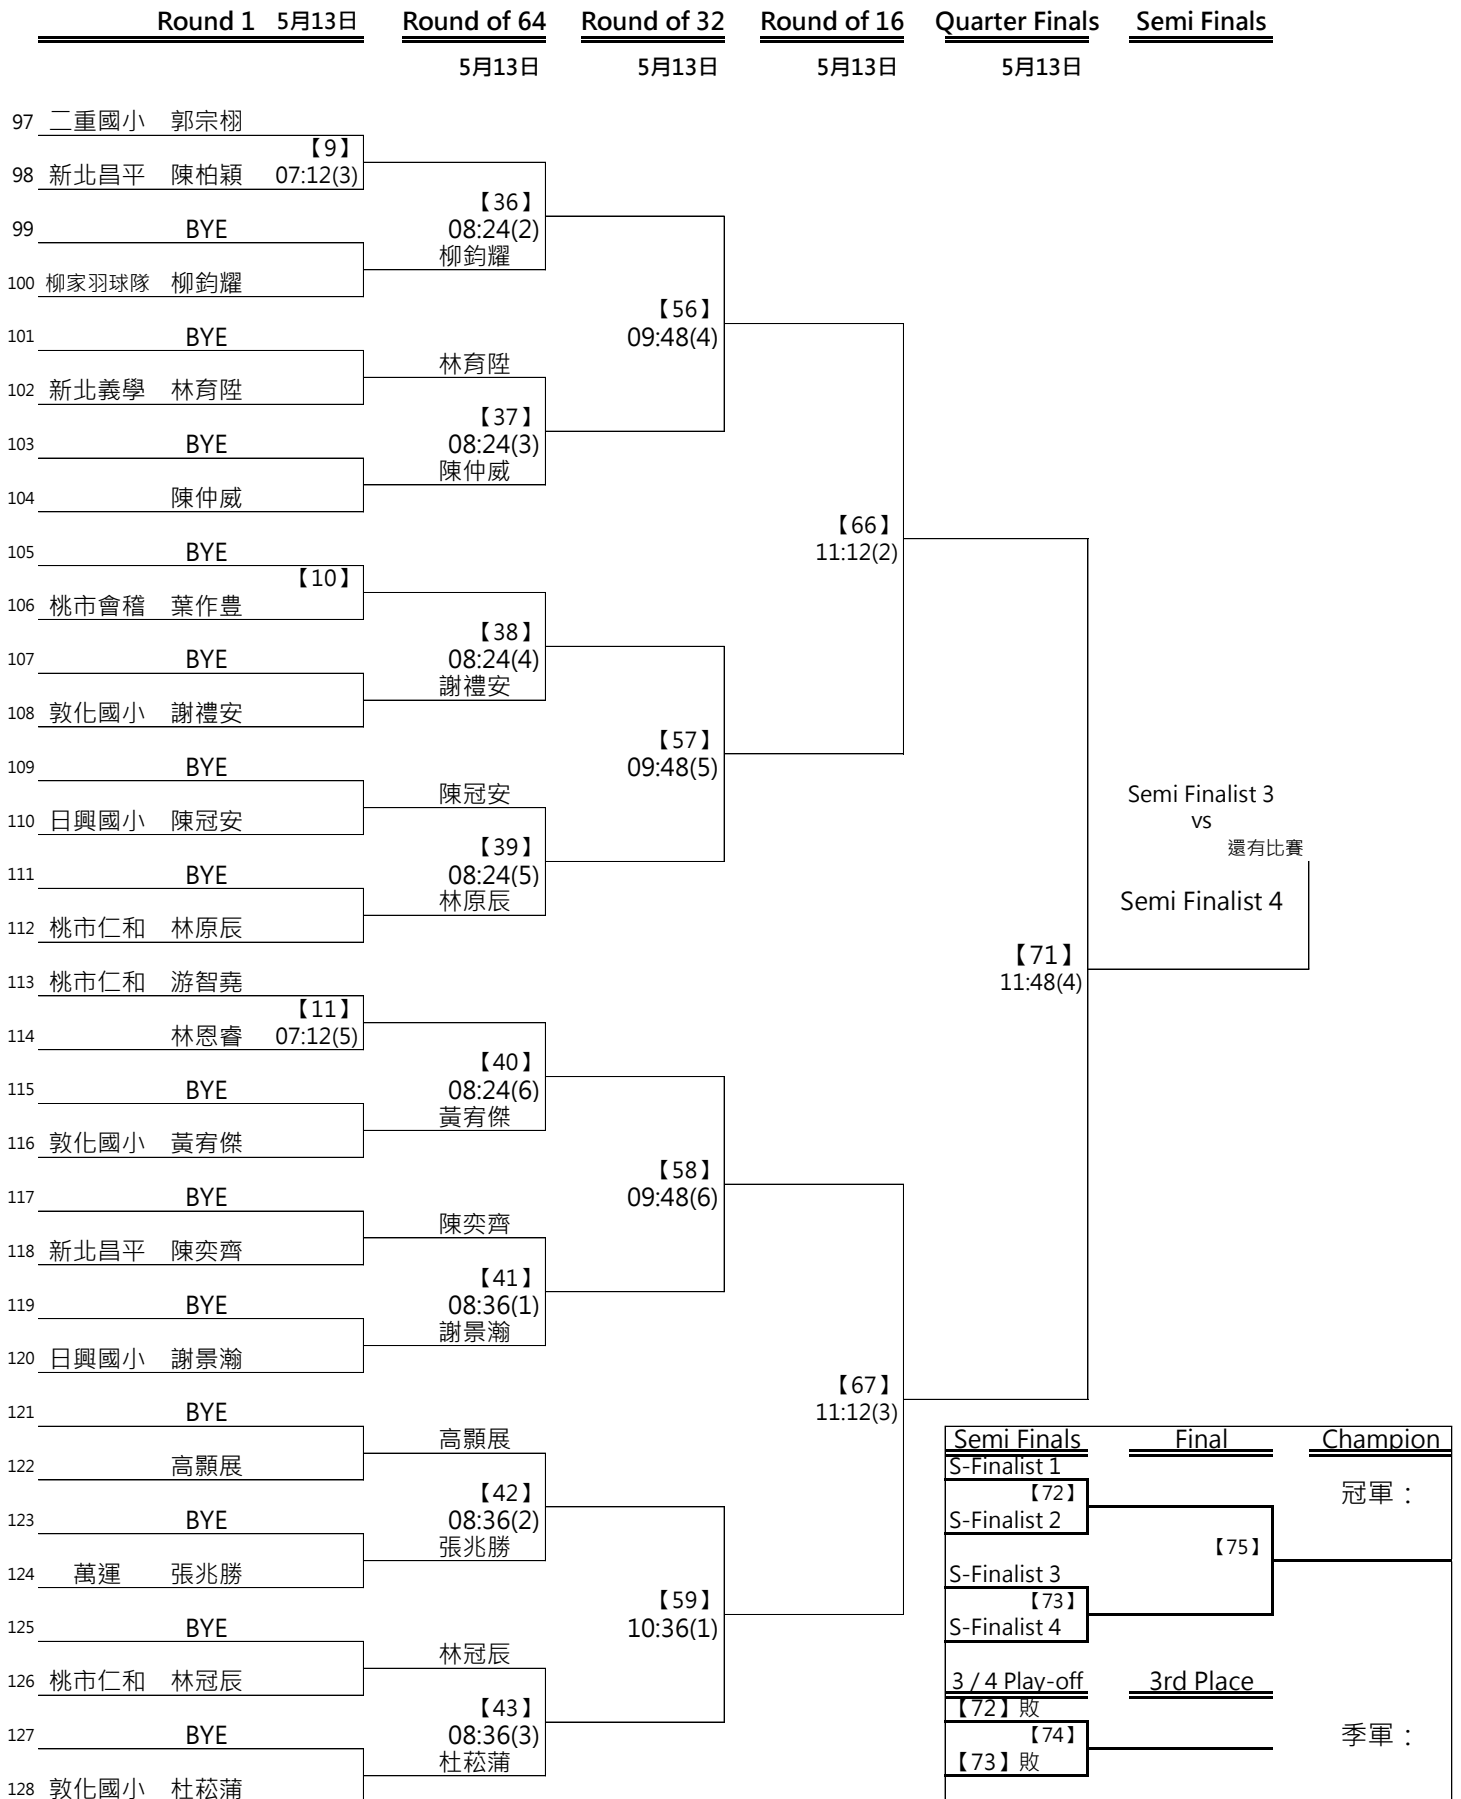 Round 1 5月13日 Round of 64 Round of 32 Round of 16 Quarter Finals Semi Finals
5月13日 5月13日 5月13日 5月13日
97 二重國小 郭宗栩
【9】
98 新北昌平 陳柏穎 07:12(3)
【36】
99 BYE 08:24(2)
柳鈞耀
100 柳家羽球隊 柳鈞耀
【56】
101 BYE 09:48(4)
林育陞
102 新北義學 林育陞
【37】
103 BYE 08:24(3)
陳仲威
104 陳仲威
【66】
105 BYE 11:12(2)
【10】
106 桃市會稽 葉作豊
【38】
107 BYE 08:24(4)
謝禮安
108 敦化國小 謝禮安
【57】
109 BYE 09:48(5)
陳冠安 Semi Finalist 3
110 日興國小 陳冠安 vs
【39】 還有比賽
111 BYE 08:24(5)
林原辰 Semi Finalist 4
112 桃市仁和 林原辰
【71】
113 桃市仁和 游智堯 11:48(4)
【11】
114 林恩睿 07:12(5)
【40】
115 BYE 08:24(6)
黃宥傑
116 敦化國小 黃宥傑
【58】
117 BYE 09:48(6)
陳奕齊
118 新北昌平 陳奕齊
【41】
119 BYE 08:36(1)
謝景瀚
120 日興國小 謝景瀚
【67】
121 BYE 11:12(3)
高顥展 Semi Finals Final Champion
122 高顥展 S-Finalist 1
【42】 【72】 冠軍：
123 BYE 08:36(2) S-Finalist 2
張兆勝 【75】
124 萬運 張兆勝 S-Finalist 3
【59】 【73】
125 BYE 10:36(1) S-Finalist 4
林冠辰
126 桃市仁和 林冠辰 3 / 4 Play-off 3rd Place
【43】 【72】敗
127 BYE 08:36(3) 【74】 季軍：
杜菘蒲 【73】敗
128 敦化國小 杜菘蒲